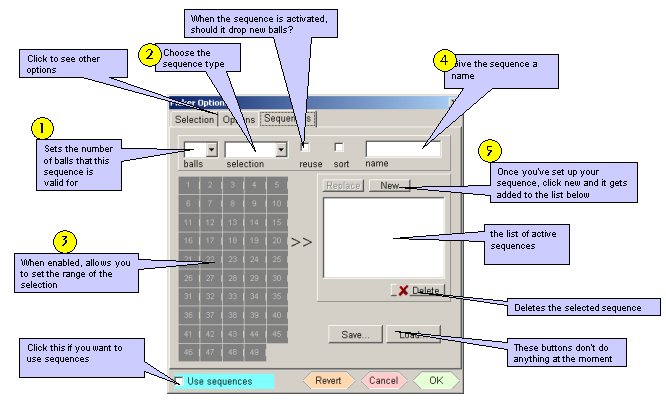 When the sequence is activated,
should it drop new balls?
2
Choose the
sequence type
4
Give the sequence a
name
Click to see other
options
Picker Options
Selection
Options
Sequences
1
Sets the number
of balls that this
sequence is
valid for
balls
selection
reuse
sort
name
5
Once you've set up your
sequence, click new and it gets
added to the list below
Replace
New
1 2 3 4 5
6 7 8 9 10
11 12 13 14 15
16 17 18 19 20
21 22 23 24 25
26 27 28 29 30
31 32 33 34 35
36 37 38 39 40
41 42 43 44 45
46 47 48 49
>>
the list of active
sequences
3
When enabled, allows you
to set the range of the
selection
Delete
Deletes the selected sequence
Save...
Load...
These buttons don't do
anything at the moment
Click this if you want to
use sequences
Use sequences
Revert
Cancel
OK